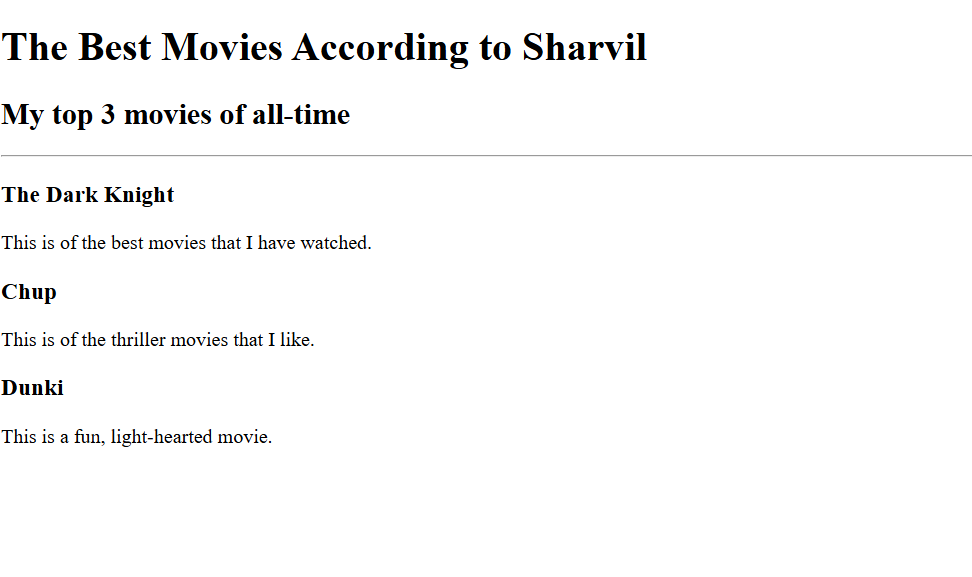 The Best Movies According to Sharvil
My top 3 movies of all-time
The Dark Knight
This is of the best movies that I have watched.
Chup
This is of the thriller movies that I like.
Dunki
This is a fun, light-hearted movie.